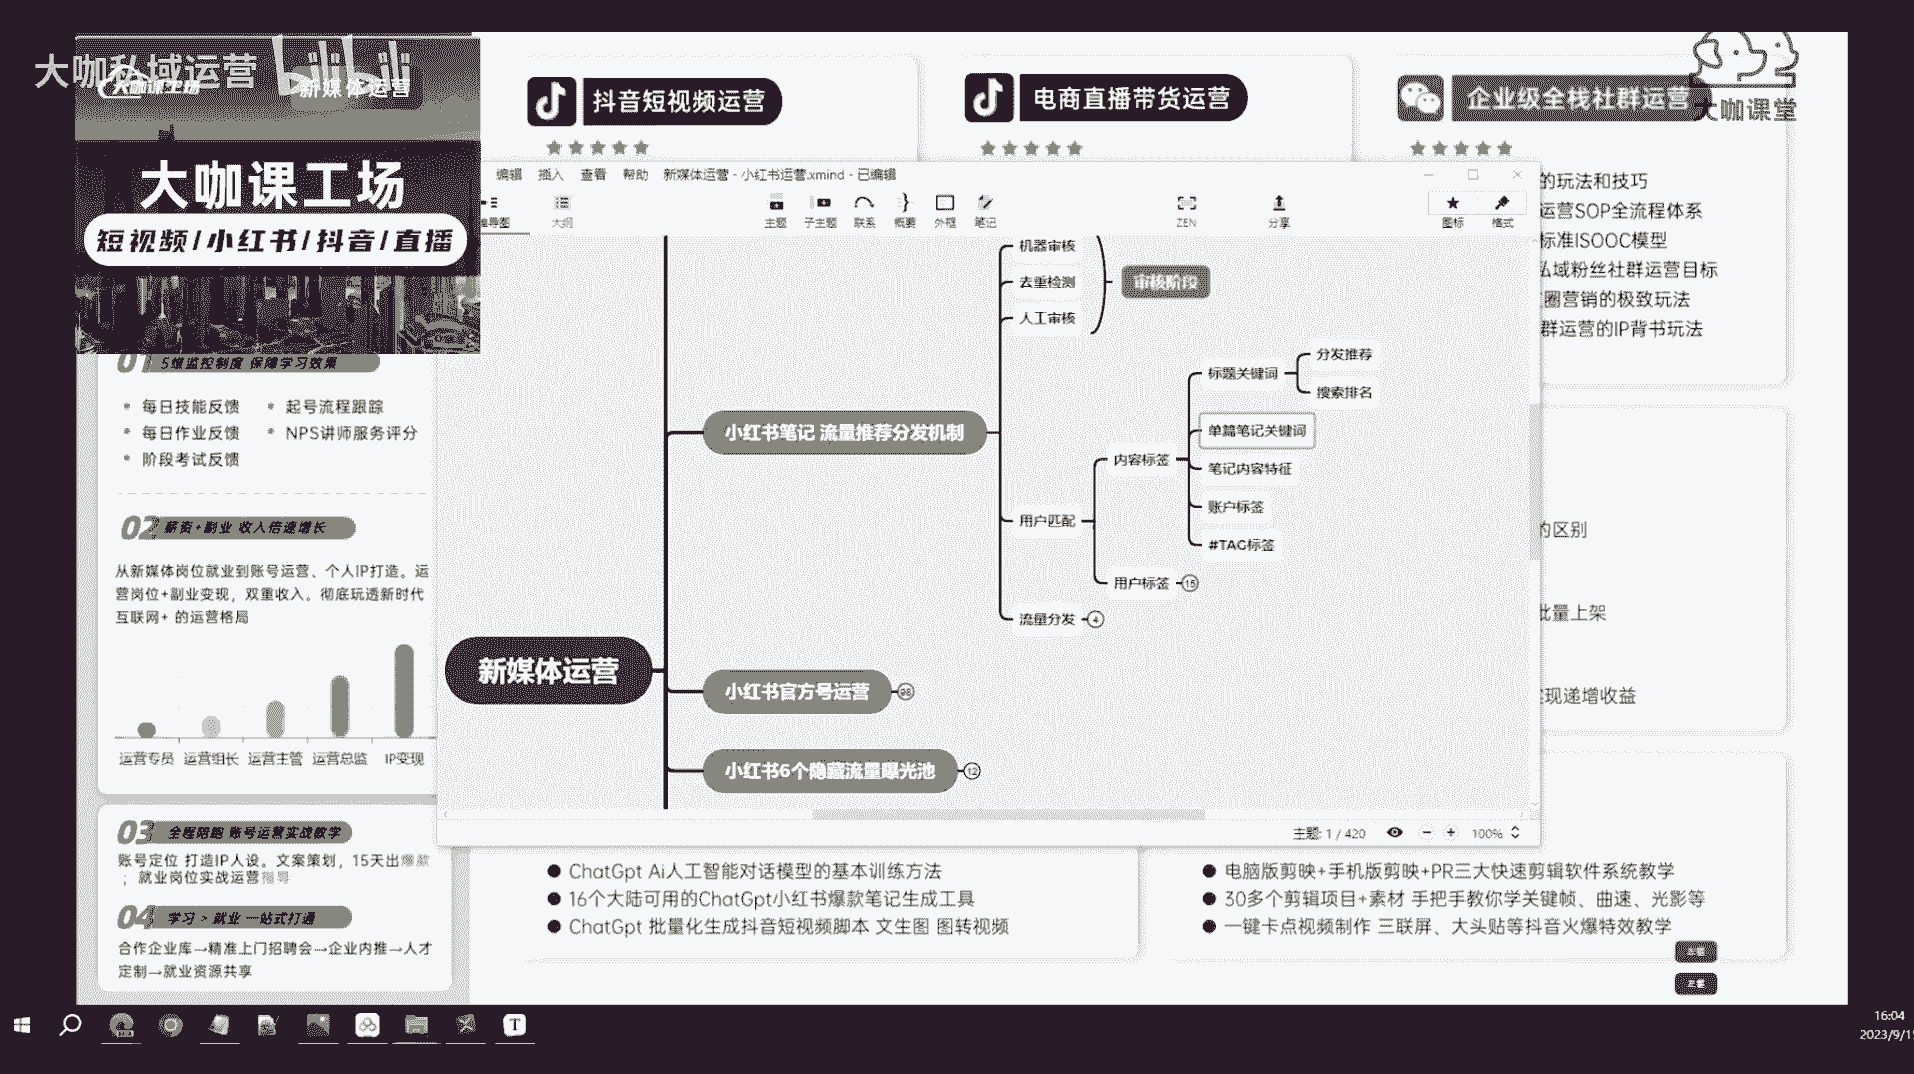 大咖私域运营
大咖课工场
新媒体运营
大咖课工场
短视频/小红书/抖音/直播
抖音短视频运营
电商直播带货运营
企业级全栈社群运营
大咖课堂
编辑 插入 查看 帮助 新媒体运营 - 小红书运营.xmind - 已编辑
大纲
主题 子主题 联系 概要 外框 笔记
ZEN 分享 图标 格式
的玩法和技巧
运营SOP全流程体系
标准ISOOC模型
私域粉丝社群运营目标
圈营销的极致玩法
群运营的IP背书玩法
的区别
批量上架
实现递增收益
机器审核
去重检测
人工审核
审核阶段
小红书笔记 流量推荐分发机制
用户匹配
内容标签
标题关键词
分发推荐
搜索排名
单篇笔记关键词
笔记内容特征
账户标签
#TAG标签
用户标签 15
流量分发 4
新媒体运营
小红书官方号运营 96
小红书6个隐藏流量曝光池 12
主题: 1 / 420
100%
01 5维监控制度 保障学习效果
每日技能反馈
起号流程跟踪
每日作业反馈
NPS讲师服务评分
阶段考试反馈
02 薪资+副业 收入倍速增长
从新媒体岗位就业到账号运营、个人IP打造。运
营岗位+副业变现，双重收入。彻底玩透新时代
互联网+ 的运营格局
运营专员 运营组长 运营主管 运营总监 IP变现
03 全程陪跑 账号运营实战教学
账号定位 打造IP人设。文案策划，15天出爆款
；就业岗位实战运营指导
04 学习 > 就业 一站式打通
合作企业库→精准上门招聘会→企业内推→人才
定制→就业资源共享
ChatGpt Ai人工智能对话模型的基本训练方法
16个大陆可用的ChatGpt小红书爆款笔记生成工具
ChatGpt 批量化生成抖音短视频脚本 文生图 图转视频
电脑版剪映+手机版剪映+PR三大快速剪辑软件系统教学
30多个剪辑项目+素材 手把手教你学关键帧、曲速、光影等
一键卡点视频制作 三联屏、大头贴等抖音火爆特效教学
16:04